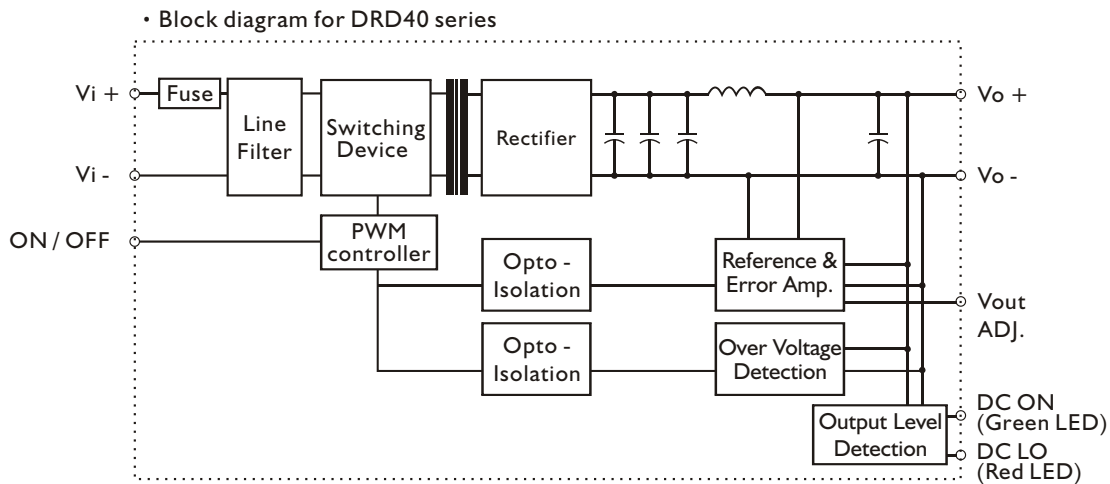 · Block diagram for DRD40 series
Vi +
Fuse
Line
Filter
Switching
Device
Rectifier
Vo +
Vi -
Vo -
ON / OFF
PWM
controller
Opto -
Isolation
Reference &
Error Amp.
Vout
ADJ.
Opto -
Isolation
Over Voltage
Detection
Output Level
Detection
DC ON
(Green LED)
DC LO
(Red LED)